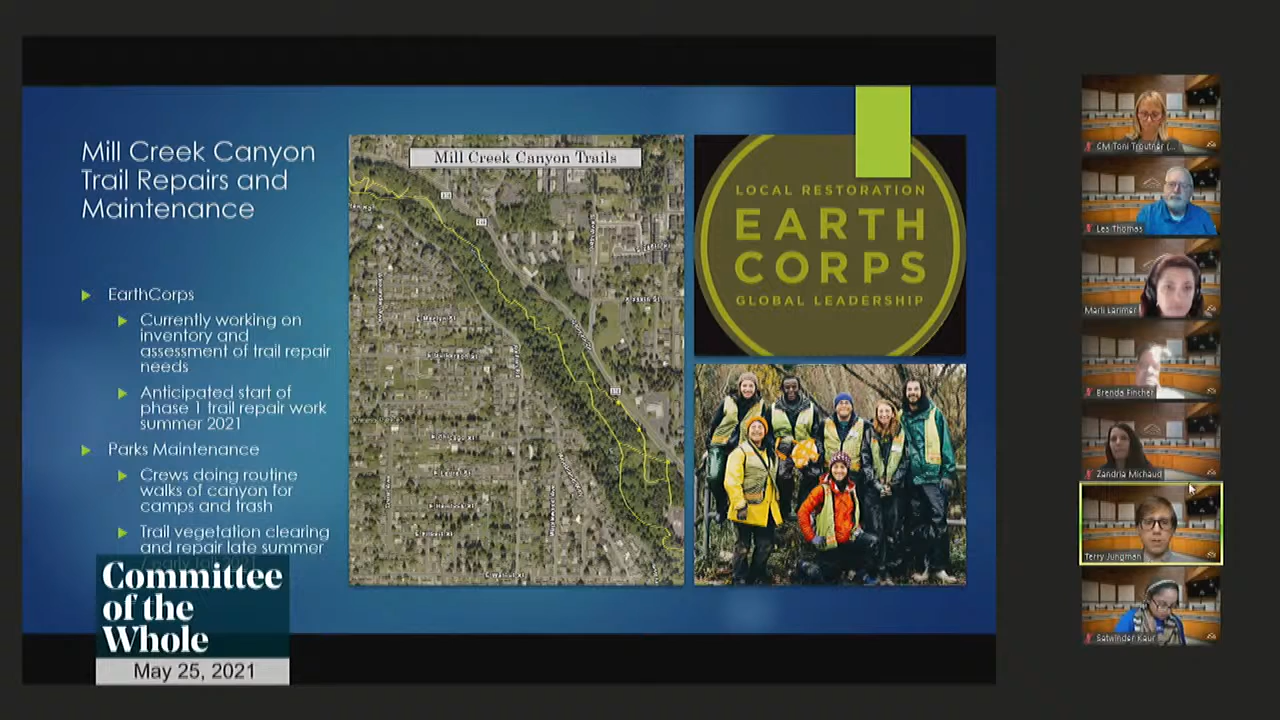 Mill Creek Canyon
Trail Repairs and
Maintenance
EarthCorps
Currently working on
inventory and
assessment of trail repair
needs
Anticipated start of
phase 1 trail repair work
summer 2021
Parks Maintenance
Crews doing routine
walks of canyon for
camps and trash
Trail vegetation clearing
and repair late summer
Committee
of the
Whole
May 25, 2021
Mill Creek Canyon Trails
LOCAL RESTORATION
EARTH
CORPS
GLOBAL LEADERSHIP
CM Toni Troutner (...
Les Thomas
Marli Larimer
Brenda Fincher
Zandria Michaud
Terry Jungman
Satwinder Kaur